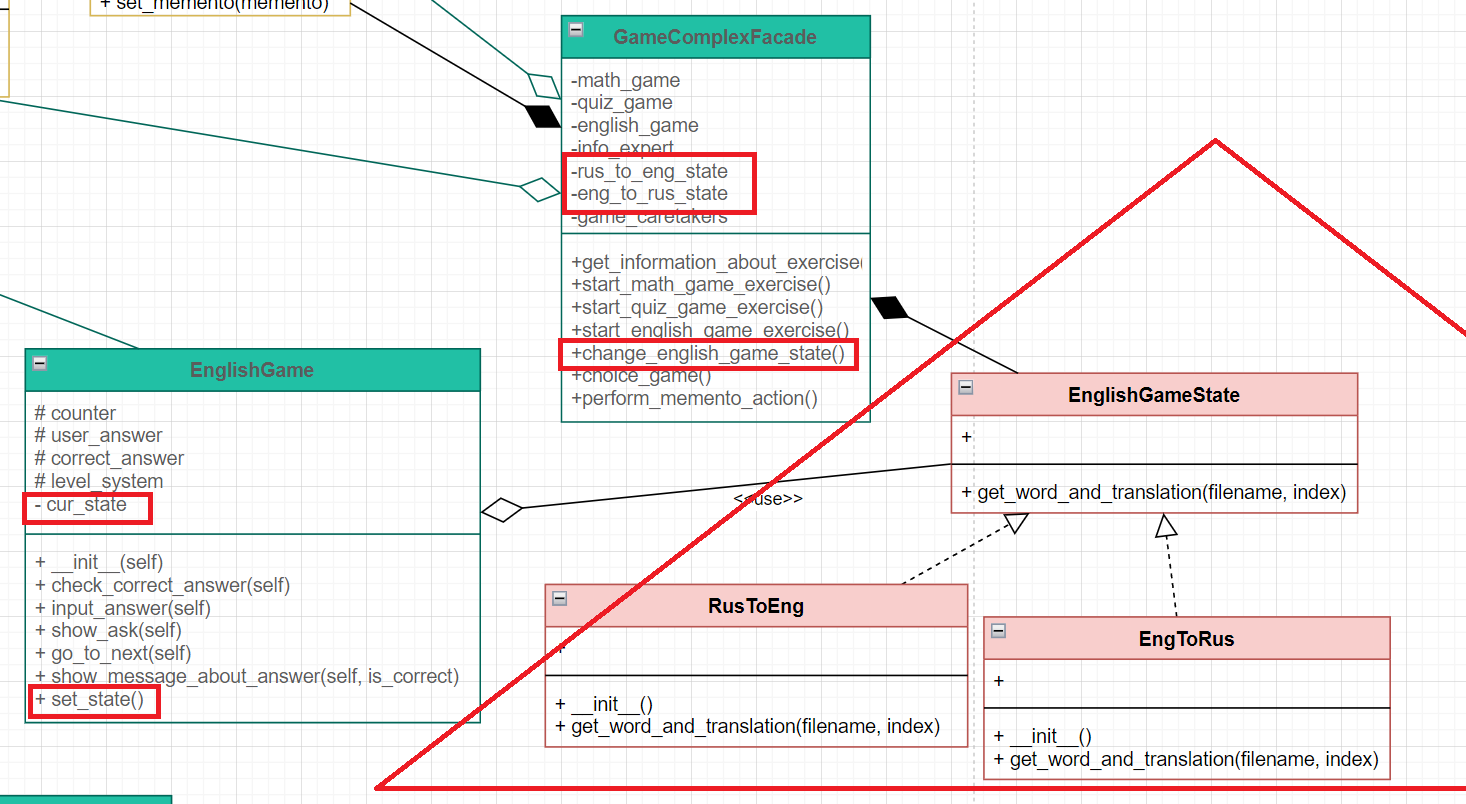 + set_memento(memento)
GameComplexFacade
-math_game
-quiz_game
-english_game
-info_expert
-rus_to_eng_state
-eng_to_rus_state
-game_caretakers
+get_information_about_exercise(
+start_math_game_exercise()
+start_quiz_game_exercise()
+start_english_game_exercise()
+change_english_game_state()
+choice_game()
+perform_memento_action()
EnglishGame
# counter
# user_answer
# correct_answer
# level_system
- cur_state
+ __init__(self)
+ check_correct_answer(self)
+ input_answer(self)
+ show_ask(self)
+ go_to_next(self)
+ show_message_about_answer(self, is_correct)
+ set_state()
EnglishGameState
+
+ get_word_and_translation(filename, index)
<<use>>
RusToEng
+
+ __init__()
+ get_word_and_translation(filename, index)
EngToRus
+
+ __init__()
+ get_word_and_translation(filename, index)